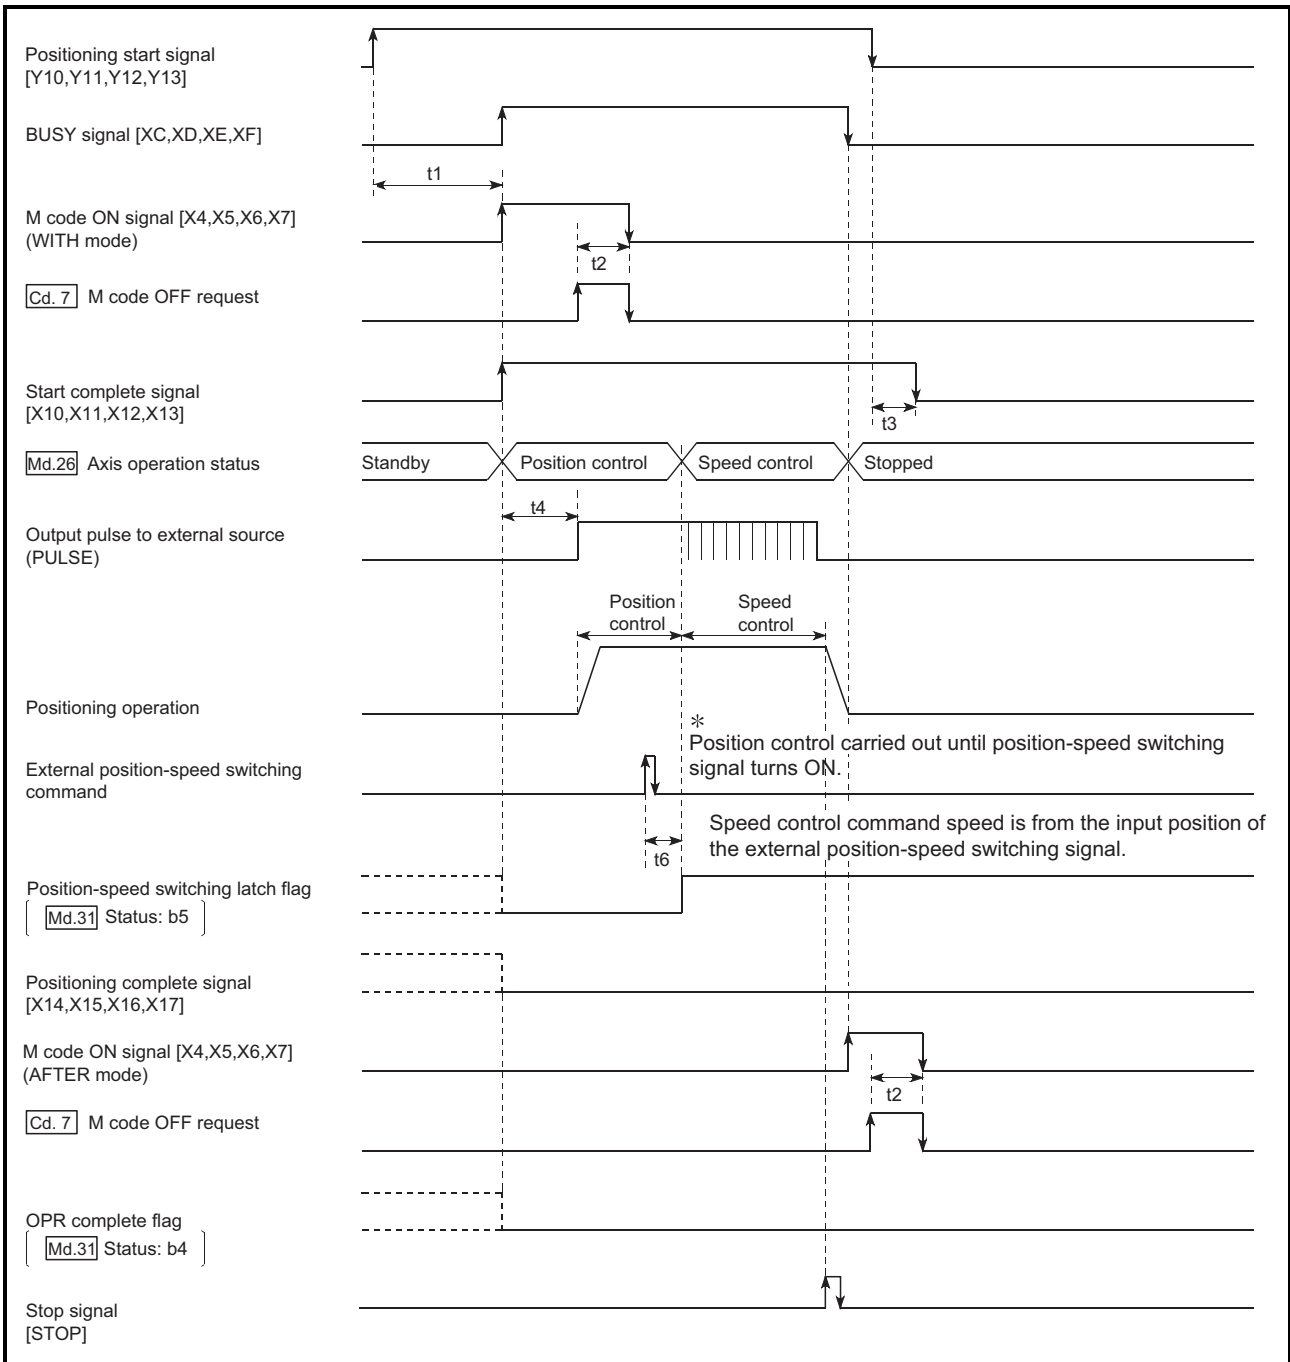 Positioning start signal
[Y10,Y11,Y12,Y13]
BUSY signal [XC,XD,XE,XF]
t1
M code ON signal [X4,X5,X6,X7]
(WITH mode)
t2
Cd. 7 M code OFF request
Start complete signal
[X10,X11,X12,X13]
t3
Md.26 Axis operation status
Standby
Position control
Speed control
Stopped
t4
Output pulse to external source
(PULSE)
Position
control
Speed
control
Positioning operation
*
Position control carried out until position-speed switching
signal turns ON.
External position-speed switching
command
Speed control command speed is from the input position of
the external position-speed switching signal.
t6
Position-speed switching latch flag
[ Md.31 Status: b5 ]
Positioning complete signal
[X14,X15,X16,X17]
M code ON signal [X4,X5,X6,X7]
(AFTER mode)
t2
Cd. 7 M code OFF request
OPR complete flag
[ Md.31 Status: b4 ]
Stop signal
[STOP]